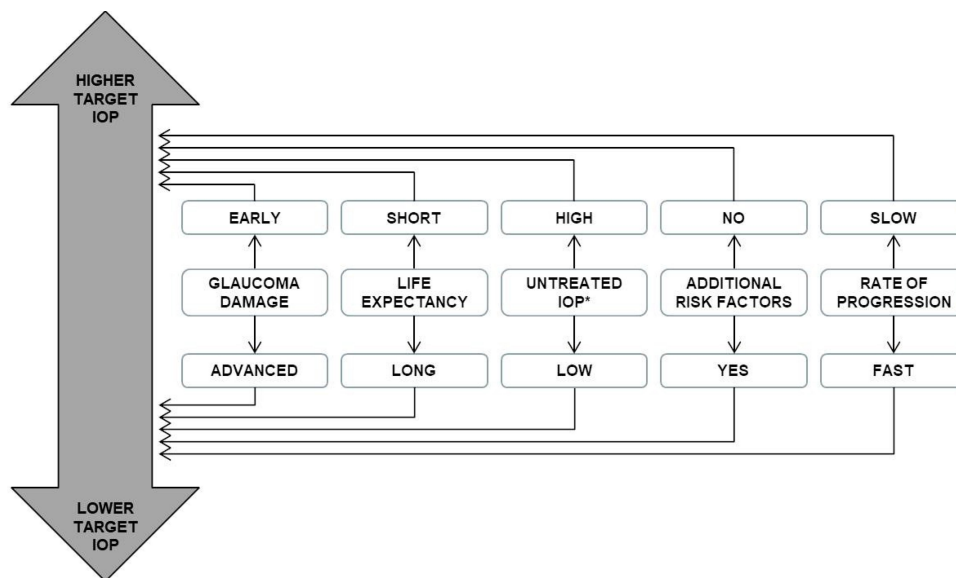 HIGHER
TARGET
IOP
EARLY
SHORT
HIGH
NO
SLOW
GLAUCOMA
DAMAGE
LIFE
EXPECTANCY
UNTREATED
IOP*
ADDITIONAL
RISK FACTORS
RATE OF
PROGRESSION
ADVANCED
LONG
LOW
YES
FAST
LOWER
TARGET
IOP